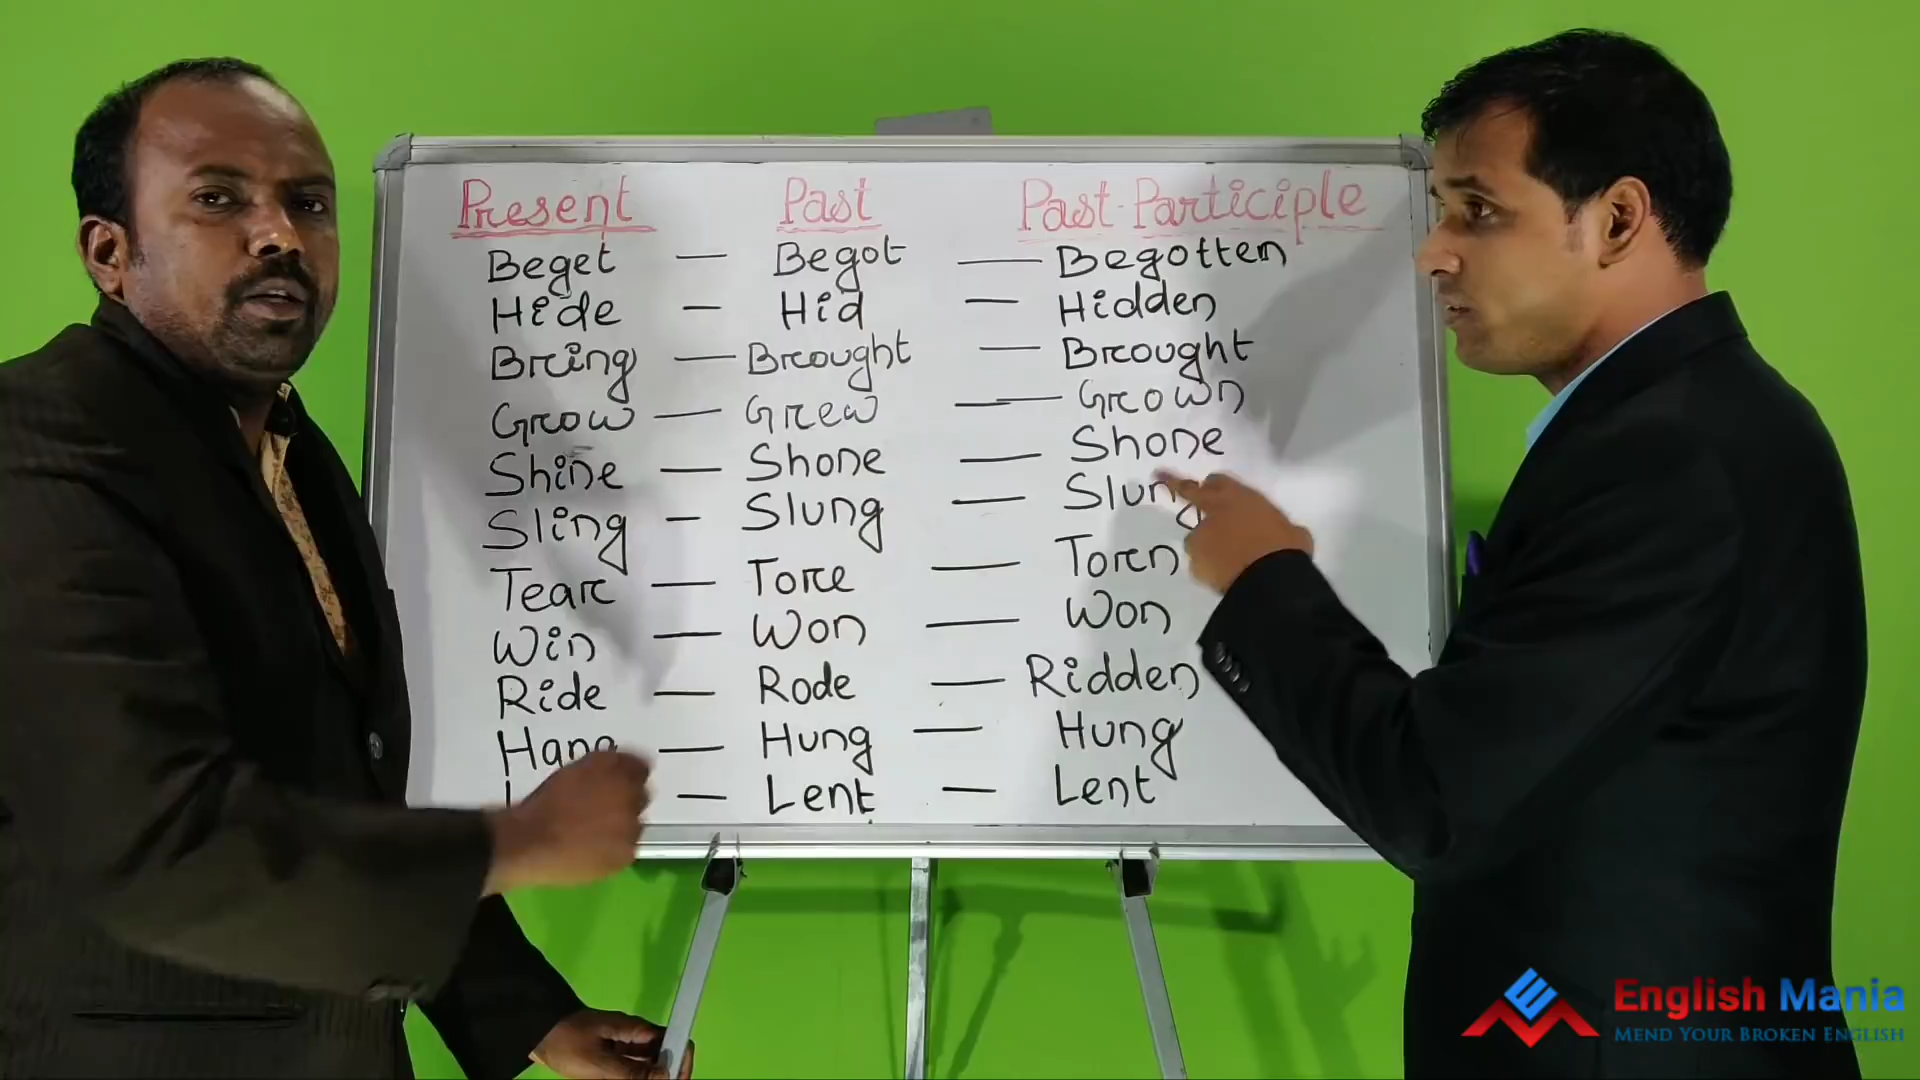 Present Past Past Participle
Beget — Begot — Begotten
Hide — Hid — Hidden
Bring — Brought — Brought
Grow — Grew — Grown
Shine — Shone — Shone
Sling — Slung — Slung
Tear — Tore — Torn
Win — Won — Won
Ride — Rode — Ridden
Hang — Hung — Hung
— Lent — Lent
English Mania
MEND YOUR BROKEN ENGLISH